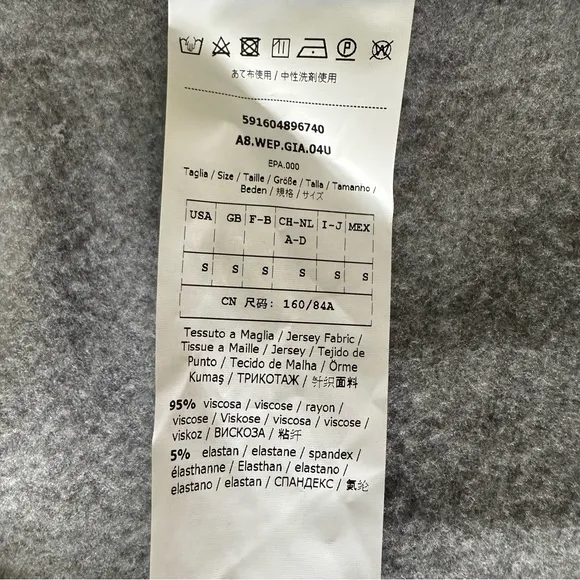 あて布使用 / 中性洗剤使用
591604896740
A8.WEP.GIA.04U
EPA.000
Taglia / Size / Taille / Größe / Talla / Tamanho /
Beden / 規格 / サイズ
USA GB F-B CH-NL I-J MEX
A-D
S S S S S S
CN 尺码: 160/84A
Tessuto a Maglia / Jersey Fabric /
Tissue a Maille / Jersey / Tejido de
Punto / Tecido de Malha / Örme
Kumaş / ТРИКОТАЖ / 针织面料
95% viscosa / viscose / rayon /
viscose / Viskose / viscosa / viscose /
viskoz / ВИСКОЗА / 粘纤
5% elastan / elastane / spandex /
élasthanne / Elasthan / elastano /
elastano / elastan / СПАНДЕКС / 氨纶